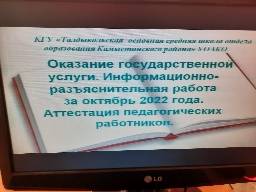 КГУ «Талдыкольская основная средняя школа отдела
образования Камыстинского района» УОАКО
Оказание государственной
услуги. Информационно-
разъяснительная работа
за октябрь 2022 года.
Аттестация педагогических
работников.
LG